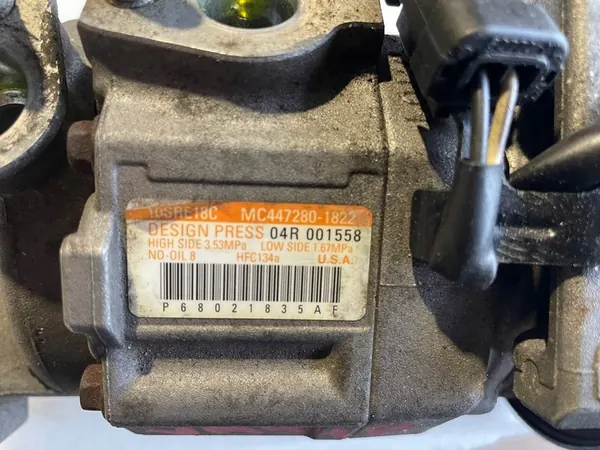 10SRE18C MC447280-1822
DESIGN PRESS 04R 001558
HIGH SIDE 3.53MPa LOW SIDE 1.67MPa
ND-OIL 8 HFC134a U.S.A.
P68021835AE